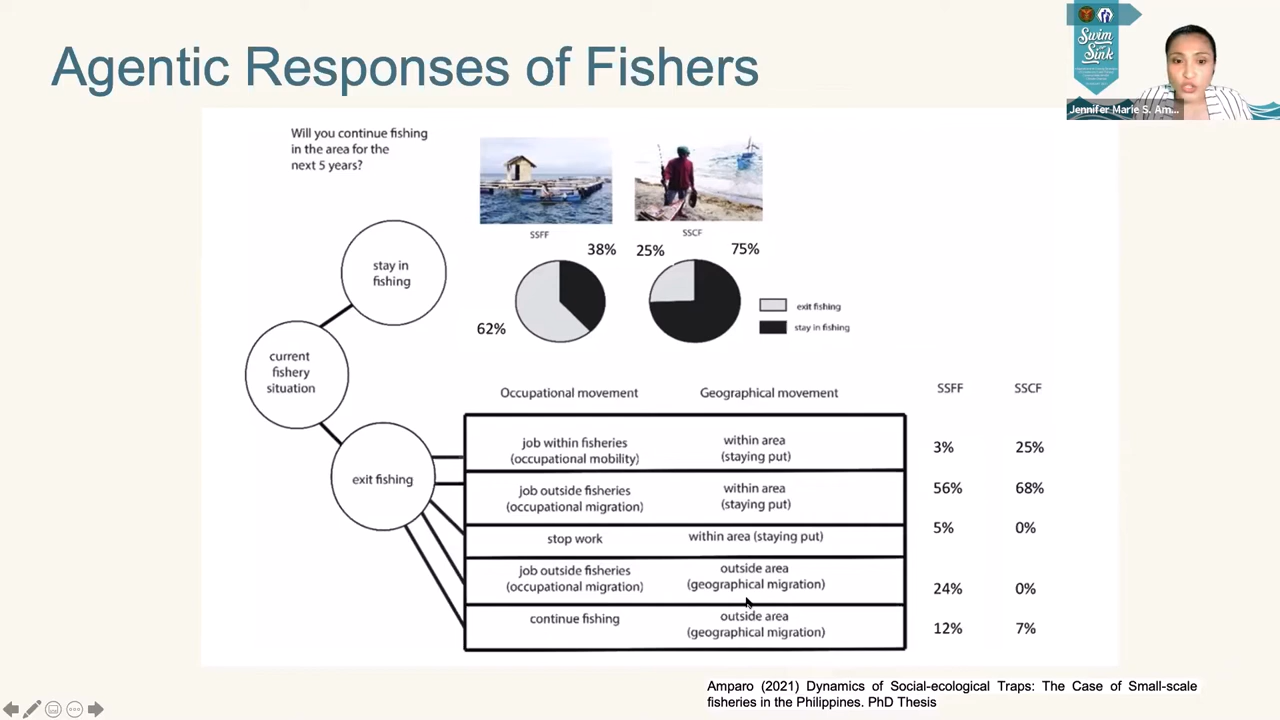 Agentic Responses of Fishers
Swim
Sink
Jennifer Marie S. Am...
Will you continue fishing
in the area for the
next 5 years?
SSFF
SSCF
38%
25%
75%
62%
exit fishing
stay in fishing
stay in
fishing
current
fishery
situation
exit fishing
Occupational movement
Geographical movement
SSFF
SSCF
job within fisheries
(occupational mobility)
within area
(staying put)
3%
25%
job outside fisheries
(occupational migration)
within area
(staying put)
56%
68%
stop work
within area (staying put)
5%
0%
job outside fisheries
(occupational migration)
outside area
(geographical migration)
24%
0%
continue fishing
outside area
(geographical migration)
12%
7%
Amparo (2021) Dynamics of Social-ecological Traps: The Case of Small-scale
fisheries in the Philippines. PhD Thesis